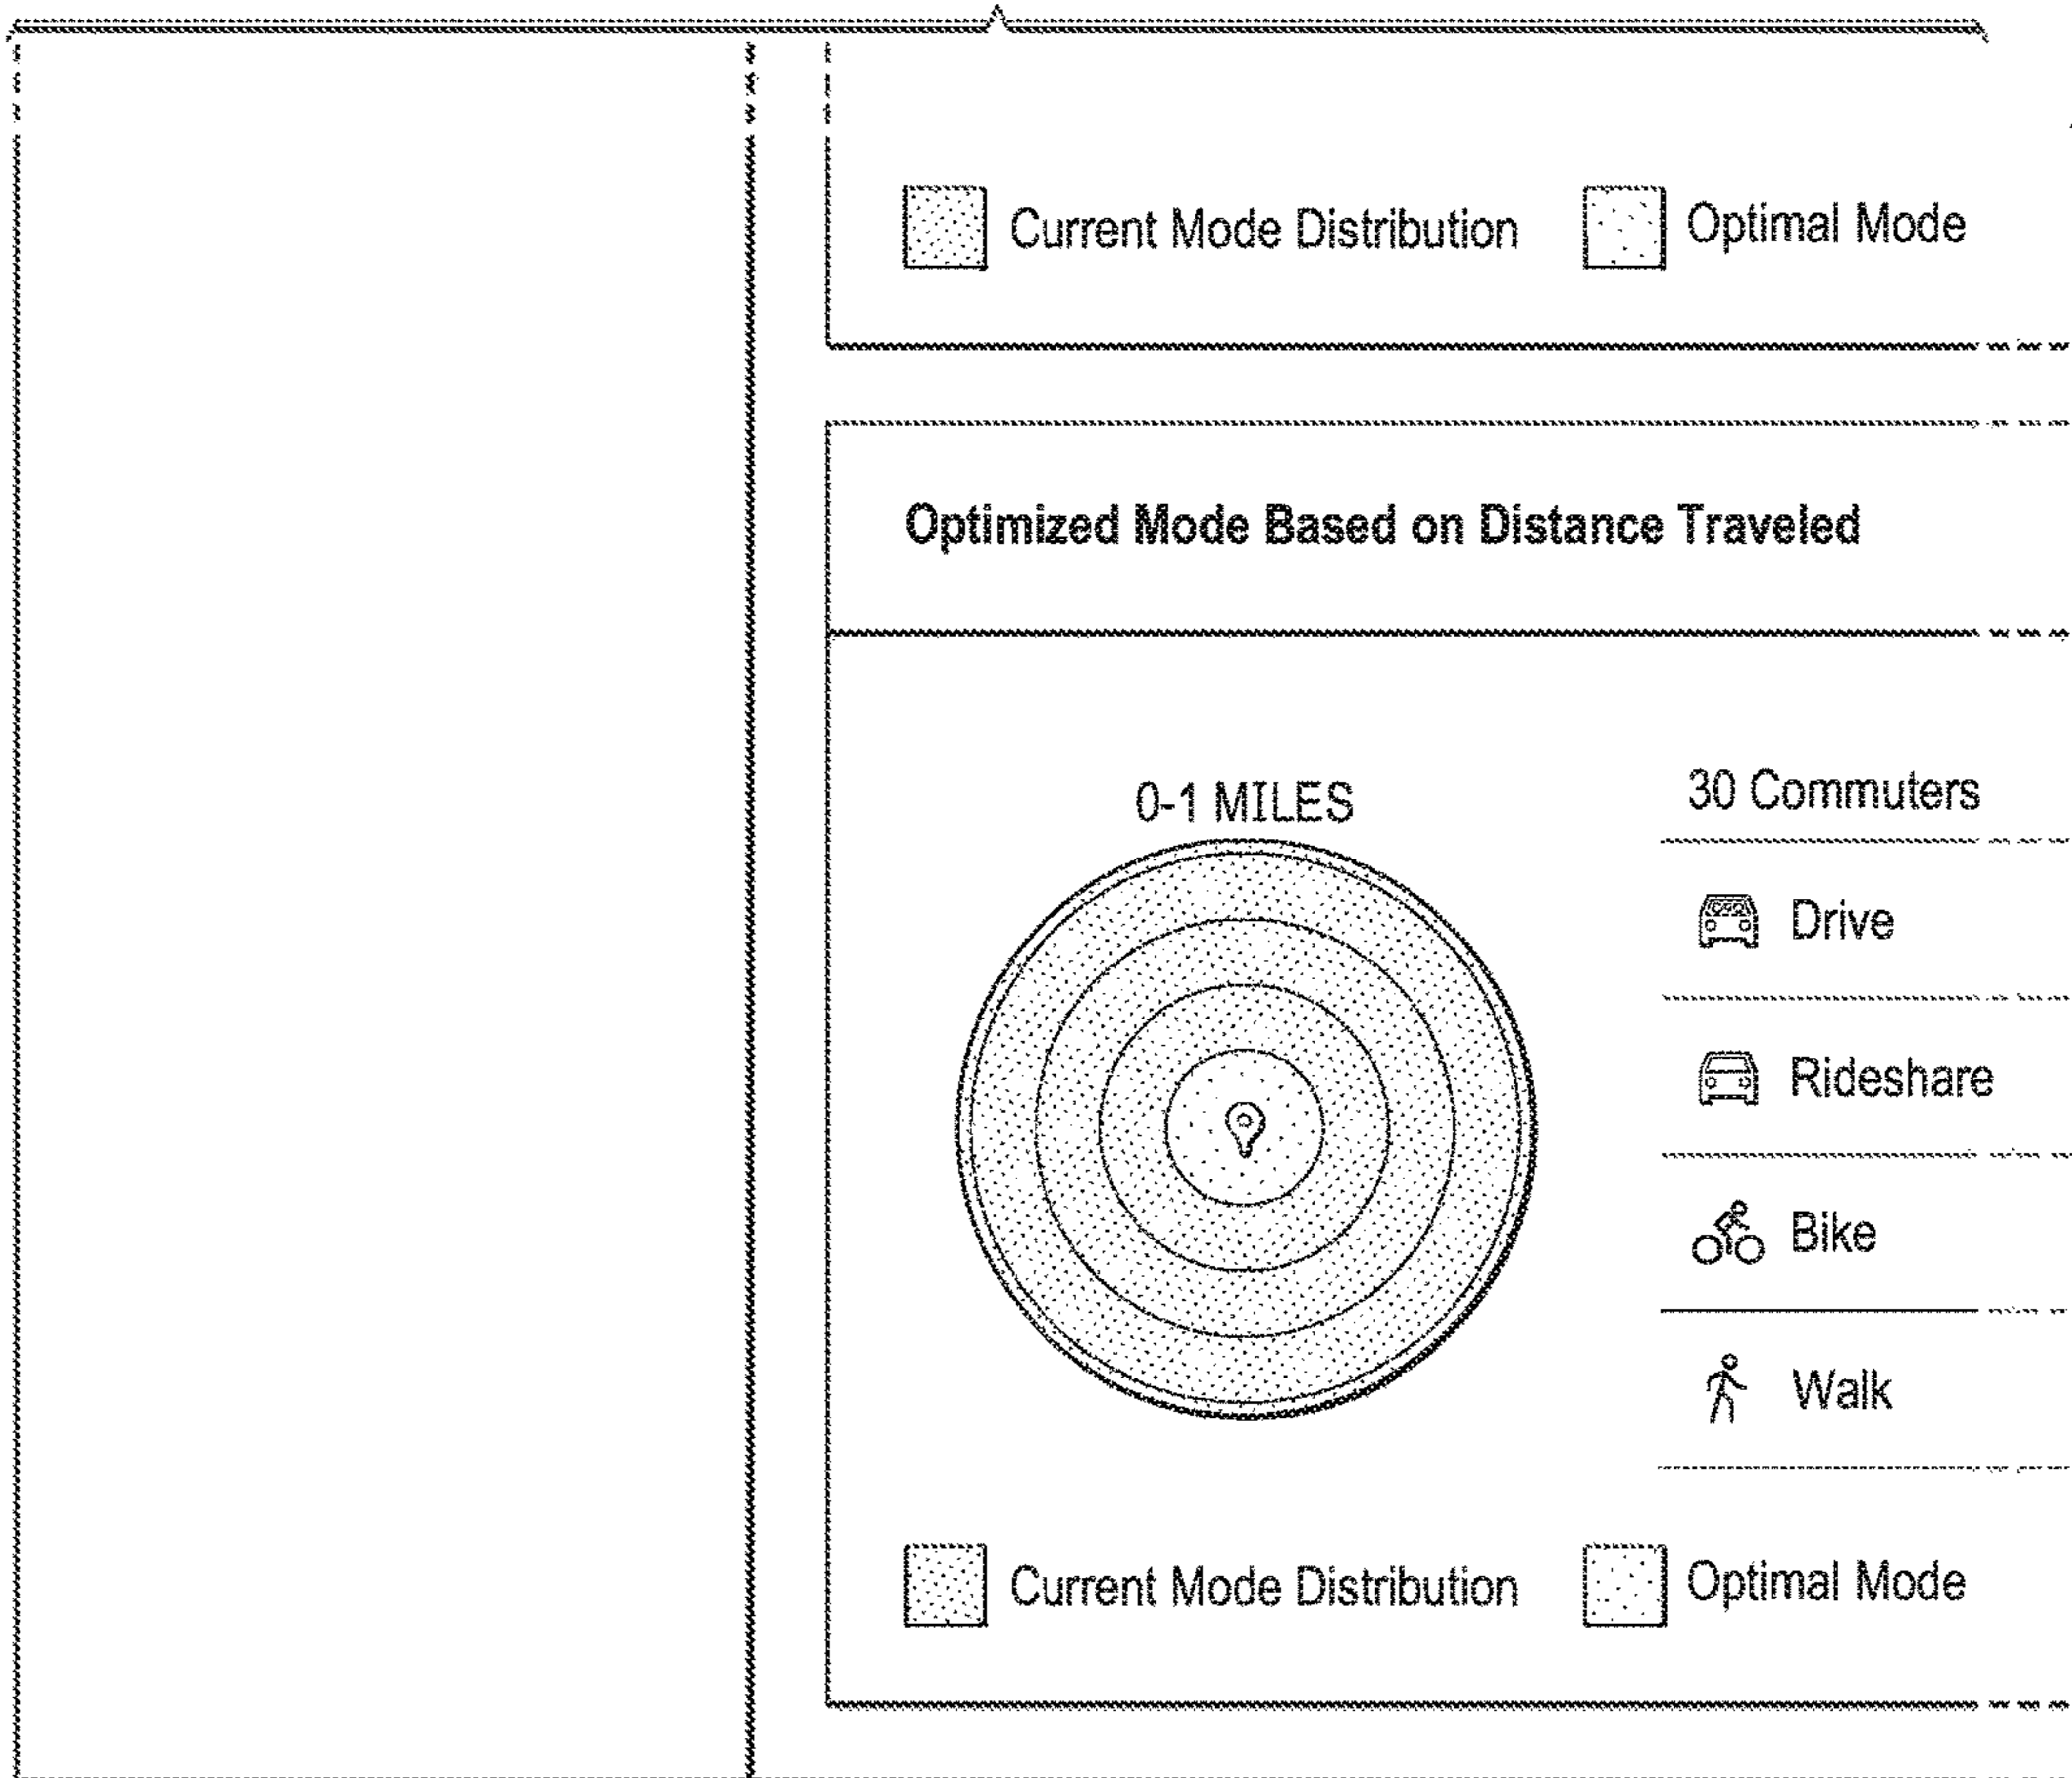 Current Mode Distribution Optimal Mode
Optimized Mode Based on Distance Traveled
0-1 MILES
30 Commuters
Drive
Rideshare
Bike
Walk
Current Mode Distribution Optimal Mode